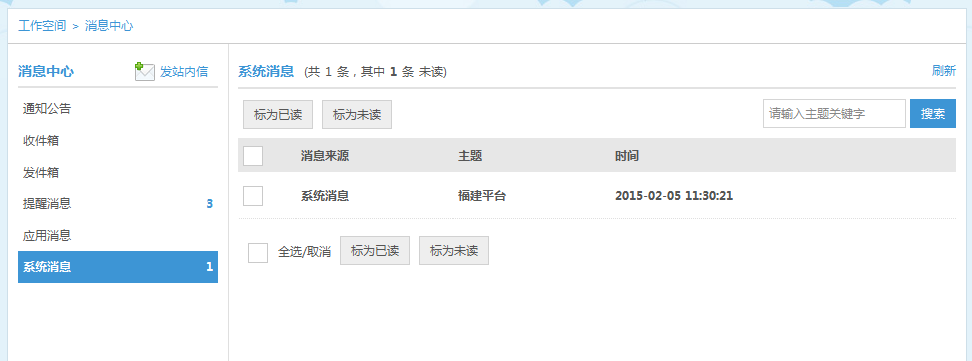 工作空间 > 消息中心
消息中心 发站内信
通知公告
收件箱
发件箱
提醒消息 3
应用消息
系统消息 1
系统消息 (共 1 条，其中 1 条 未读) 刷新
标为已读 标为未读 请输入主题关键字 搜索
消息来源 主题 时间
系统消息 福建平台 2015-02-05 11:30:21
全选/取消 标为已读 标为未读